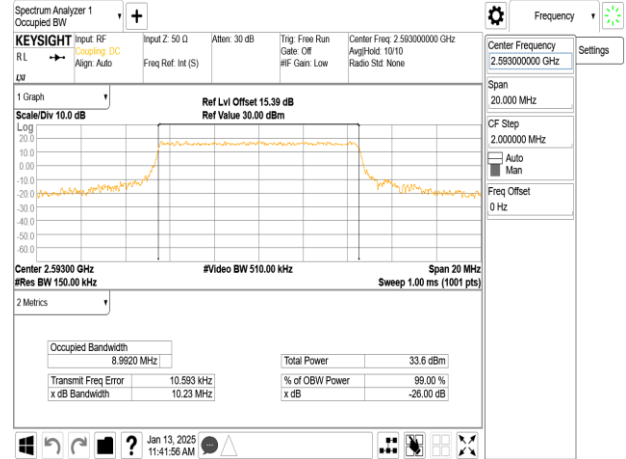 Spectrum Analyzer 1
Occupied BW
Frequency
KEYSIGHT
RL
Input: RF
Coupling: DC
Align: Auto
Input Z: 50 Ω
Freq Ref: Int (S)
Atten: 30 dB
Trig: Free Run
Gate: Off
#IF Gain: Low
Center Freq: 2.593000000 GHz
Avg|Hold: 10/10
Radio Std: None
Center Frequency
2.593000000 GHz
Settings
Span
20.000 MHz
CF Step
2.000000 MHz
Auto
Man
Freq Offset
0 Hz
1 Graph
Scale/Div 10.0 dB
Ref Lvl Offset 15.39 dB
Ref Value 30.00 dBm
Log
20.0
10.0
0.00
-10.0
-20.0
-30.0
-40.0
-50.0
-60.0
Center 2.59300 GHz
#Video BW 510.00 kHz
Span 20 MHz
#Res BW 150.00 kHz
Sweep 1.00 ms (1001 pts)
2 Metrics
Occupied Bandwidth
8.9920 MHz
Total Power 33.6 dBm
Transmit Freq Error 10.593 kHz
% of OBW Power 99.00 %
x dB Bandwidth 10.23 MHz
x dB -26.00 dB
Jan 13, 2025
11:41:56 AM